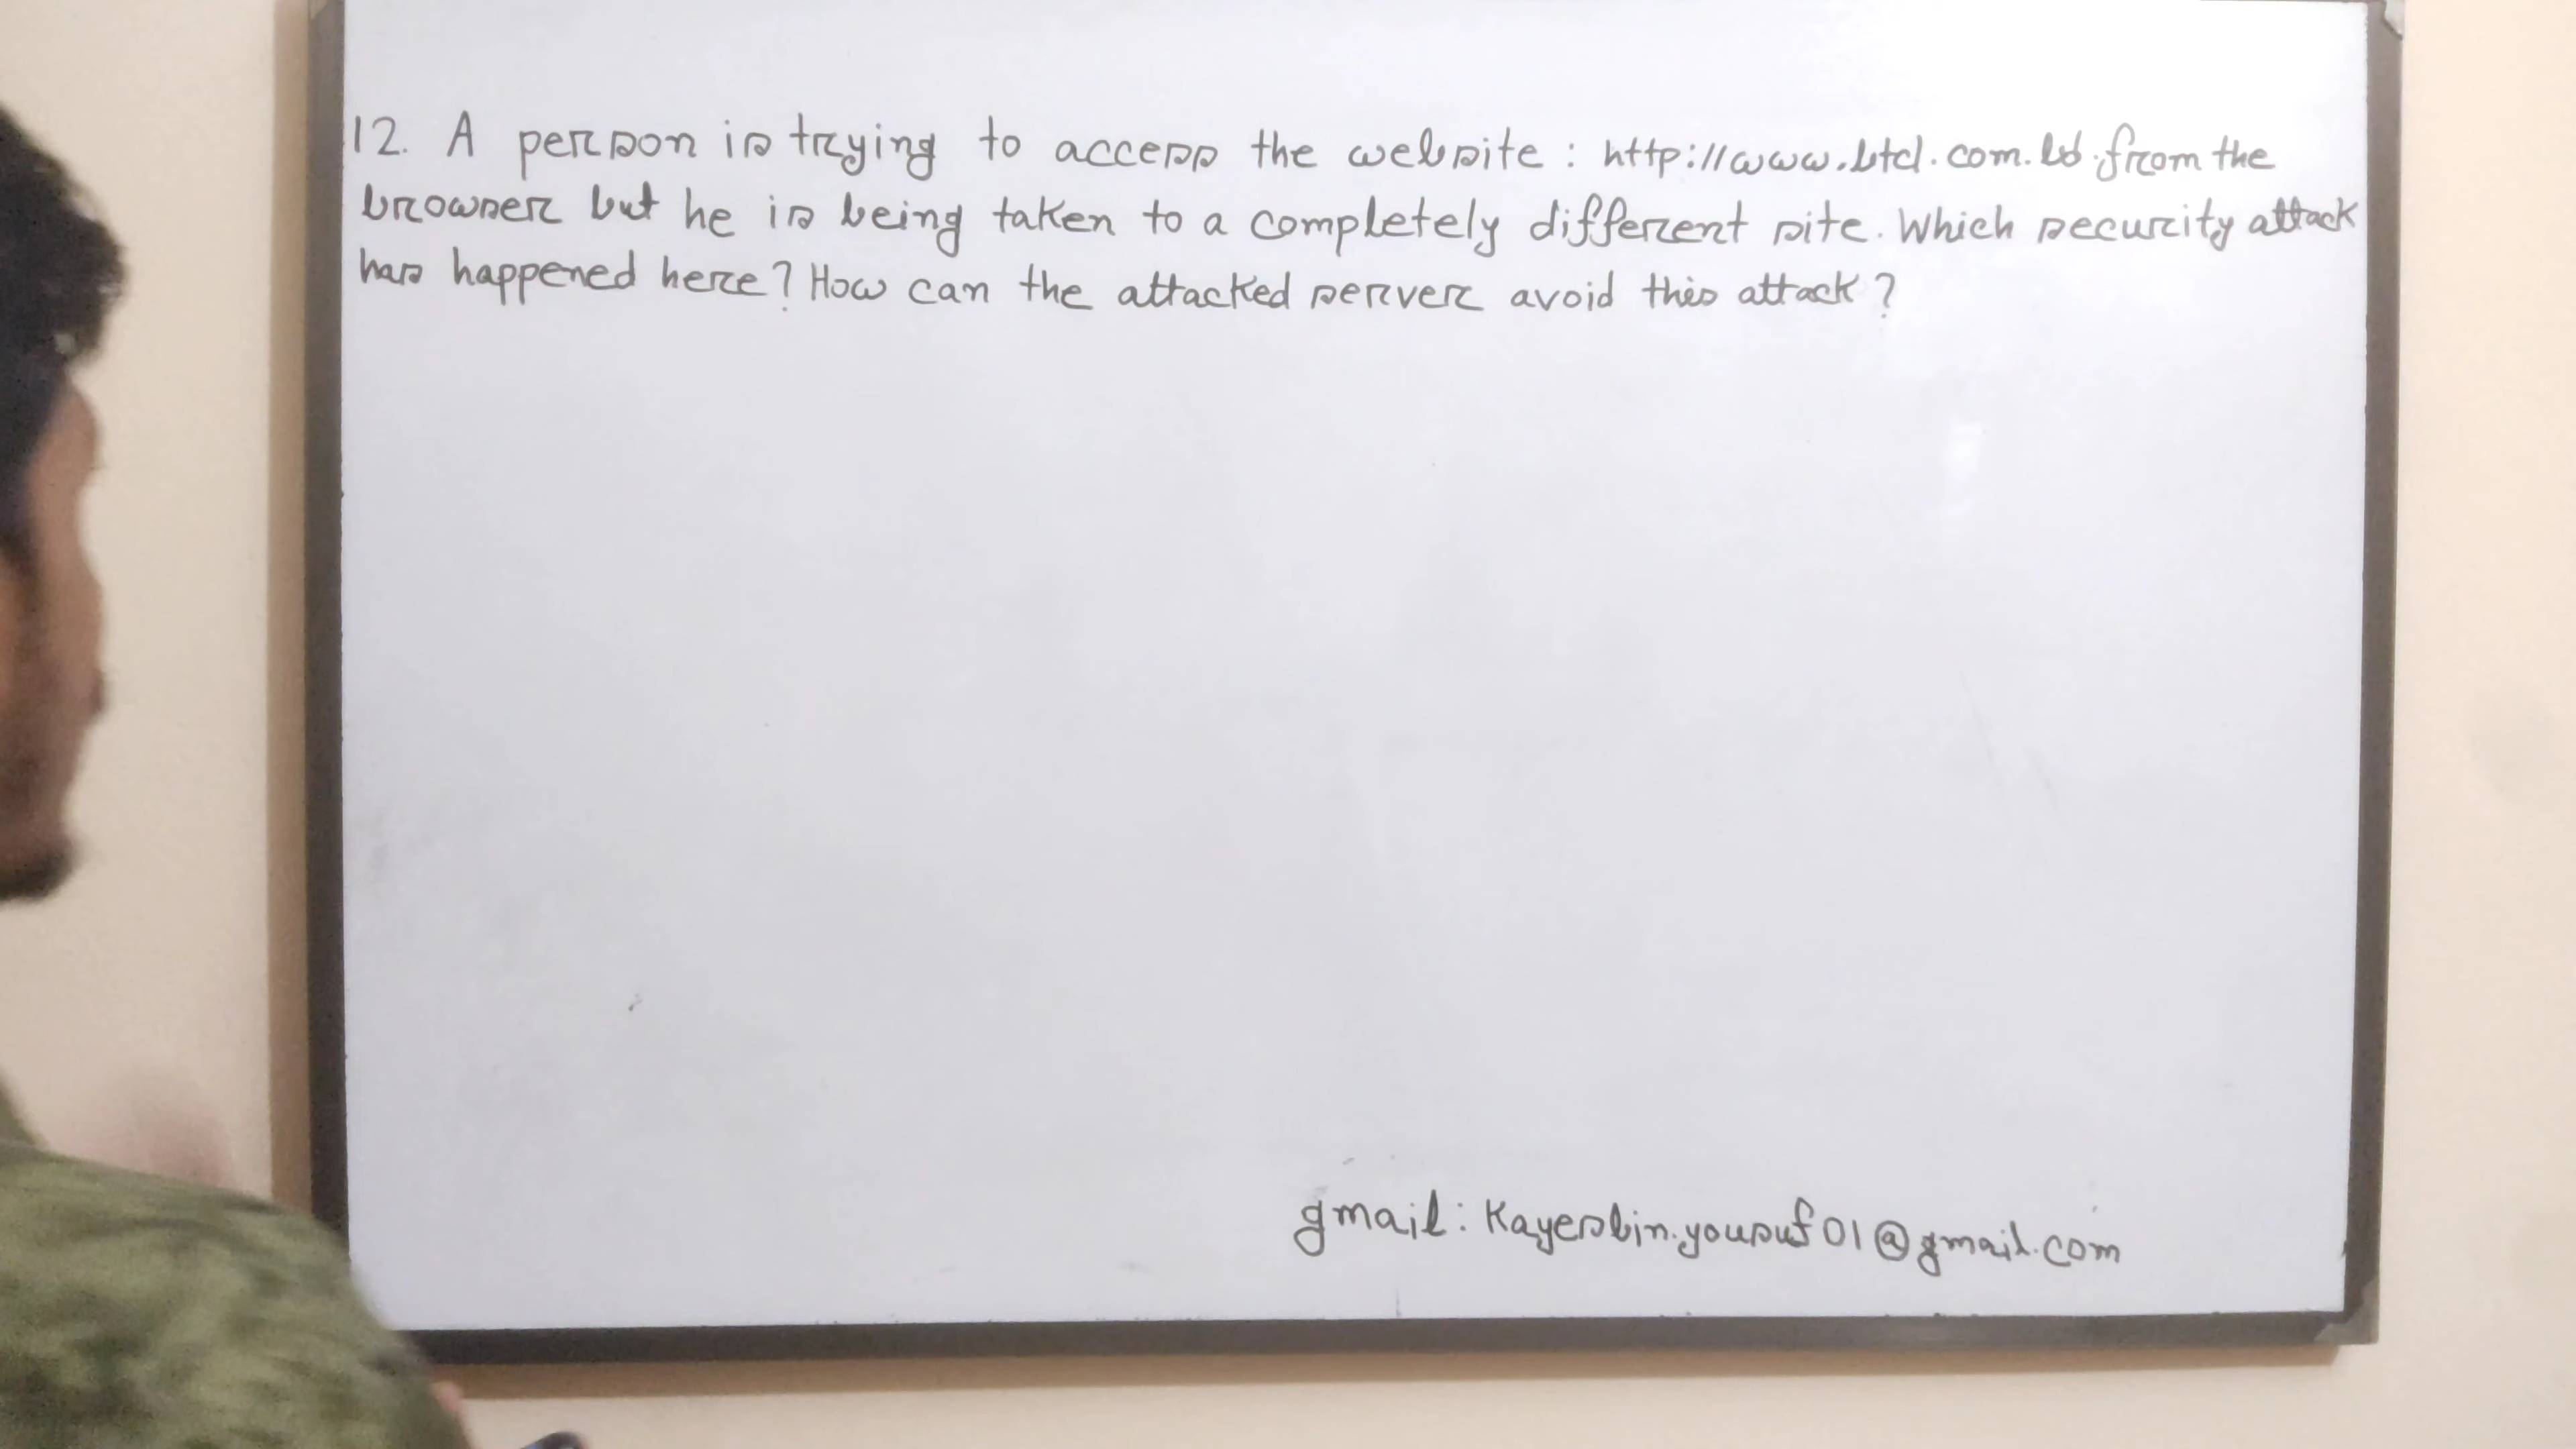 12. A person is trying to access the website : http://www.btcl.com.bd from the
browser but he is being taken to a completely different site. Which security attack
has happened here? How can the attacked server avoid this attack?
gmail: Kayesbin.yousuf01@gmail.com